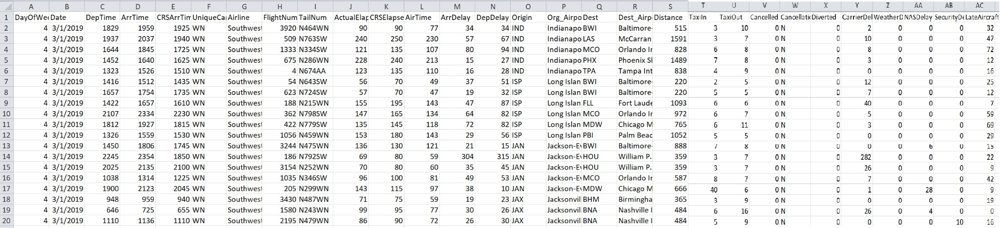 A B C D E F G H I J K L M N O P Q R S T U V W X Y Z AA AB AC
1 DayOfWee Date DepTime ArrTime CRSArrTim UniqueCar Airline FlightNum TailNum ActualElap CRSElapse AirTime ArrDelay DepDelay Origin Org_Airpo Dest Dest_Airp Distance TaxiIn TaxiOut Cancelled Cancellatio Diverted CarrierDel WeatherD NASDelay SecurityDe LateAircraft
2 4 3/1/2019 1829 1959 1925 WN Southwest 3920 N464WN 90 90 77 34 34 IND Indianapo BWI Baltimore- 515 3 10 0 N 0 2 0 0 0 32
3 4 3/1/2019 1937 2037 1940 WN Southwest 509 N763SW 240 250 230 57 67 IND Indianapo LAS McCarran 1591 3 7 0 N 0 10 0 0 0 47
4 4 3/1/2019 1644 1845 1725 WN Southwest 1333 N334SW 121 135 107 80 94 IND Indianapo MCO Orlando In 828 6 8 0 N 0 8 0 0 0 72
5 4 3/1/2019 1452 1640 1625 WN Southwest 675 N286WN 228 240 213 15 27 IND Indianapo PHX Phoenix Sk 1489 7 8 0 N 0 3 0 0 0 12
6 4 3/1/2019 1323 1526 1510 WN Southwest 4 N674AA 123 135 110 16 28 IND Indianapo TPA Tampa Int 838 4 9 0 N 0 0 0 0 0 16
7 4 3/1/2019 1416 1512 1435 WN Southwest 54 N643SW 56 70 49 37 51 ISP Long Islan BWI Baltimore- 220 2 5 0 N 0 12 0 0 0 25
8 4 3/1/2019 1657 1754 1735 WN Southwest 623 N724SW 57 70 47 19 32 ISP Long Islan BWI Baltimore- 220 5 5 0 N 0 7 0 0 0 12
9 4 3/1/2019 1422 1657 1610 WN Southwest 188 N215WN 155 195 143 47 87 ISP Long Islan FLL Fort Laude 1093 6 6 0 N 0 40 0 0 0 7
10 4 3/1/2019 2107 2334 2230 WN Southwest 362 N798SW 147 165 134 64 82 ISP Long Islan MCO Orlando In 972 6 7 0 N 0 5 0 0 0 59
11 4 3/1/2019 1812 1927 1815 WN Southwest 422 N779SW 135 145 118 72 82 ISP Long Islan MDW Chicago M 765 6 11 0 N 0 3 0 0 0 69
12 4 3/1/2019 1326 1559 1530 WN Southwest 1056 N459WN 153 180 143 29 56 ISP Long Islan PBI Palm Beac 1052 5 5 0 N 0 0 0 0 0 29
13 4 3/1/2019 1450 1806 1745 WN Southwest 3244 N475WN 136 130 121 21 15 JAN Jackson-Ev BWI Baltimore- 888 7 8 0 N 0 0 0 6 0 15
14 4 3/1/2019 2245 2354 1850 WN Southwest 186 N792SW 69 80 59 304 315 JAN Jackson-Ev HOU William P. 359 3 7 0 N 0 282 0 0 0 22
15 4 3/1/2019 2025 2135 2100 WN Southwest 3154 N252WN 70 80 60 35 45 JAN Jackson-Ev HOU William P. 359 3 7 0 N 0 26 0 0 0 9
16 4 3/1/2019 1038 1314 1225 WN Southwest 1035 N346SW 96 100 81 49 53 JAN Jackson-Ev MCO Orlando In 587 8 7 0 N 0 7 0 0 0 42
17 4 3/1/2019 1900 2123 2045 WN Southwest 205 N299WN 143 115 97 38 10 JAN Jackson-Ev MDW Chicago M 666 40 6 0 N 0 1 0 28 0 9
18 4 3/1/2019 948 959 940 WN Southwest 3430 N487WN 71 75 59 19 23 JAX Jacksonvil BHM Birmingha 365 3 9 0 N 0 0 0 0 0 19
19 4 3/1/2019 646 725 655 WN Southwest 1580 N243WN 99 95 77 30 26 JAX Jacksonvil BNA Nashville I 484 6 16 0 N 0 26 0 4 0 0
20 4 3/1/2019 1110 1136 1110 WN Southwest 2195 N479WN 86 90 72 26 30 JAX Jacksonvil BNA Nashville I 484 5 9 0 N 0 0 0 0 10 16